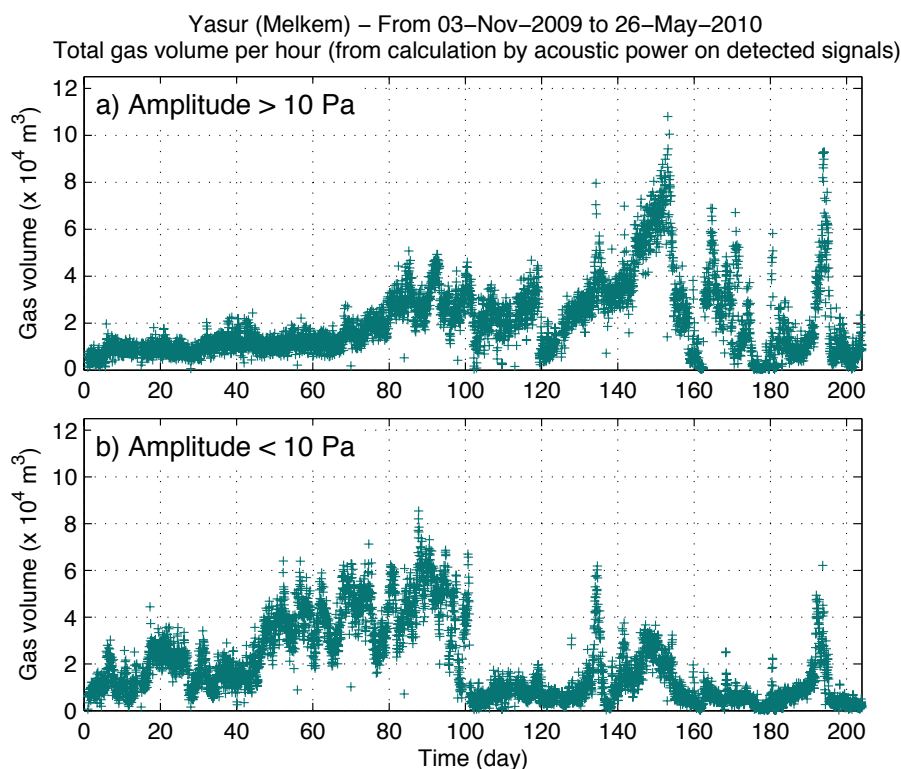 Yasur (Melkem) − From 03−Nov−2009 to 26−May−2010
Total gas volume per hour (from calculation by acoustic power on detected signals)
a) Amplitude > 10 Pa
Gas volume (x 10⁴ m³)
12
10
8
6
4
2
0
0 20 40 60 80 100 120 140 160 180 200
b) Amplitude < 10 Pa
Gas volume (x 10⁴ m³)
12
10
8
6
4
2
0
0 20 40 60 80 100 120 140 160 180 200
Time (day)